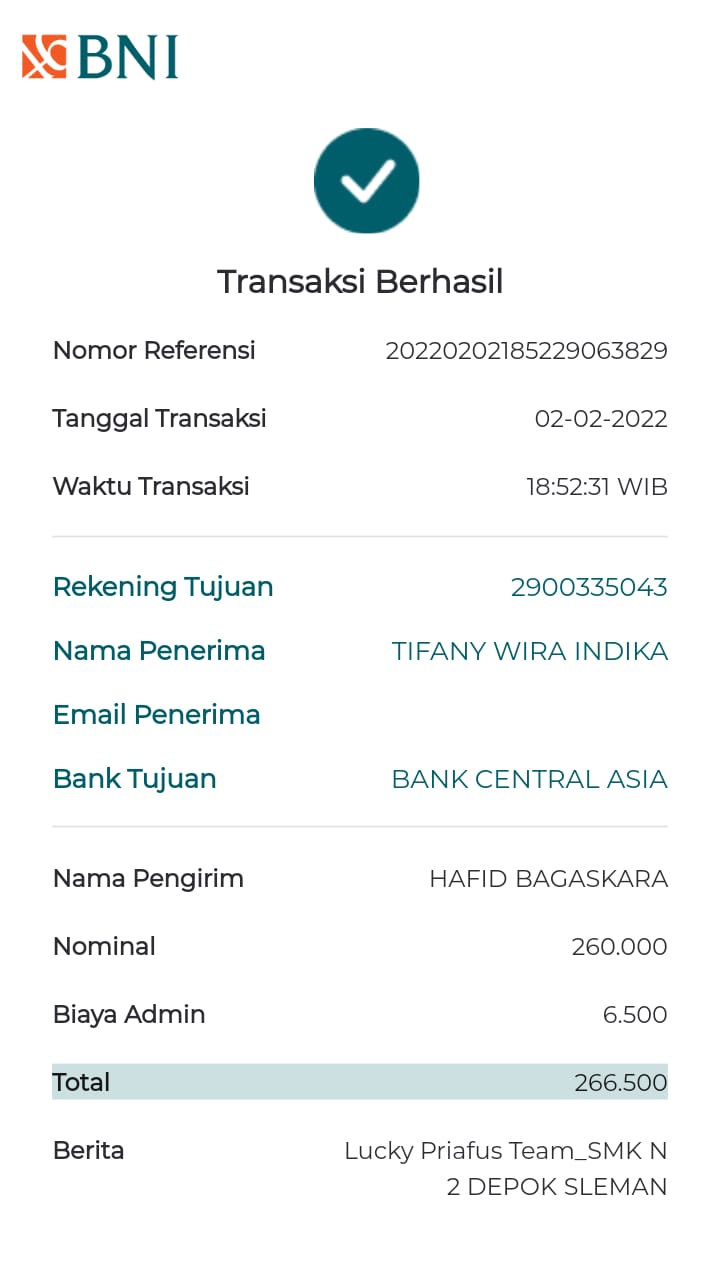 BNI
Transaksi Berhasil
Nomor Referensi 20220202185229063829
Tanggal Transaksi 02-02-2022
Waktu Transaksi 18:52:31 WIB
Rekening Tujuan 2900335043
Nama Penerima TIFANY WIRA INDIKA
Email Penerima
Bank Tujuan BANK CENTRAL ASIA
Nama Pengirim HAFID BAGASKARA
Nominal 260.000
Biaya Admin 6.500
Total 266.500
Berita Lucky Priafus Team_SMK N
2 DEPOK SLEMAN